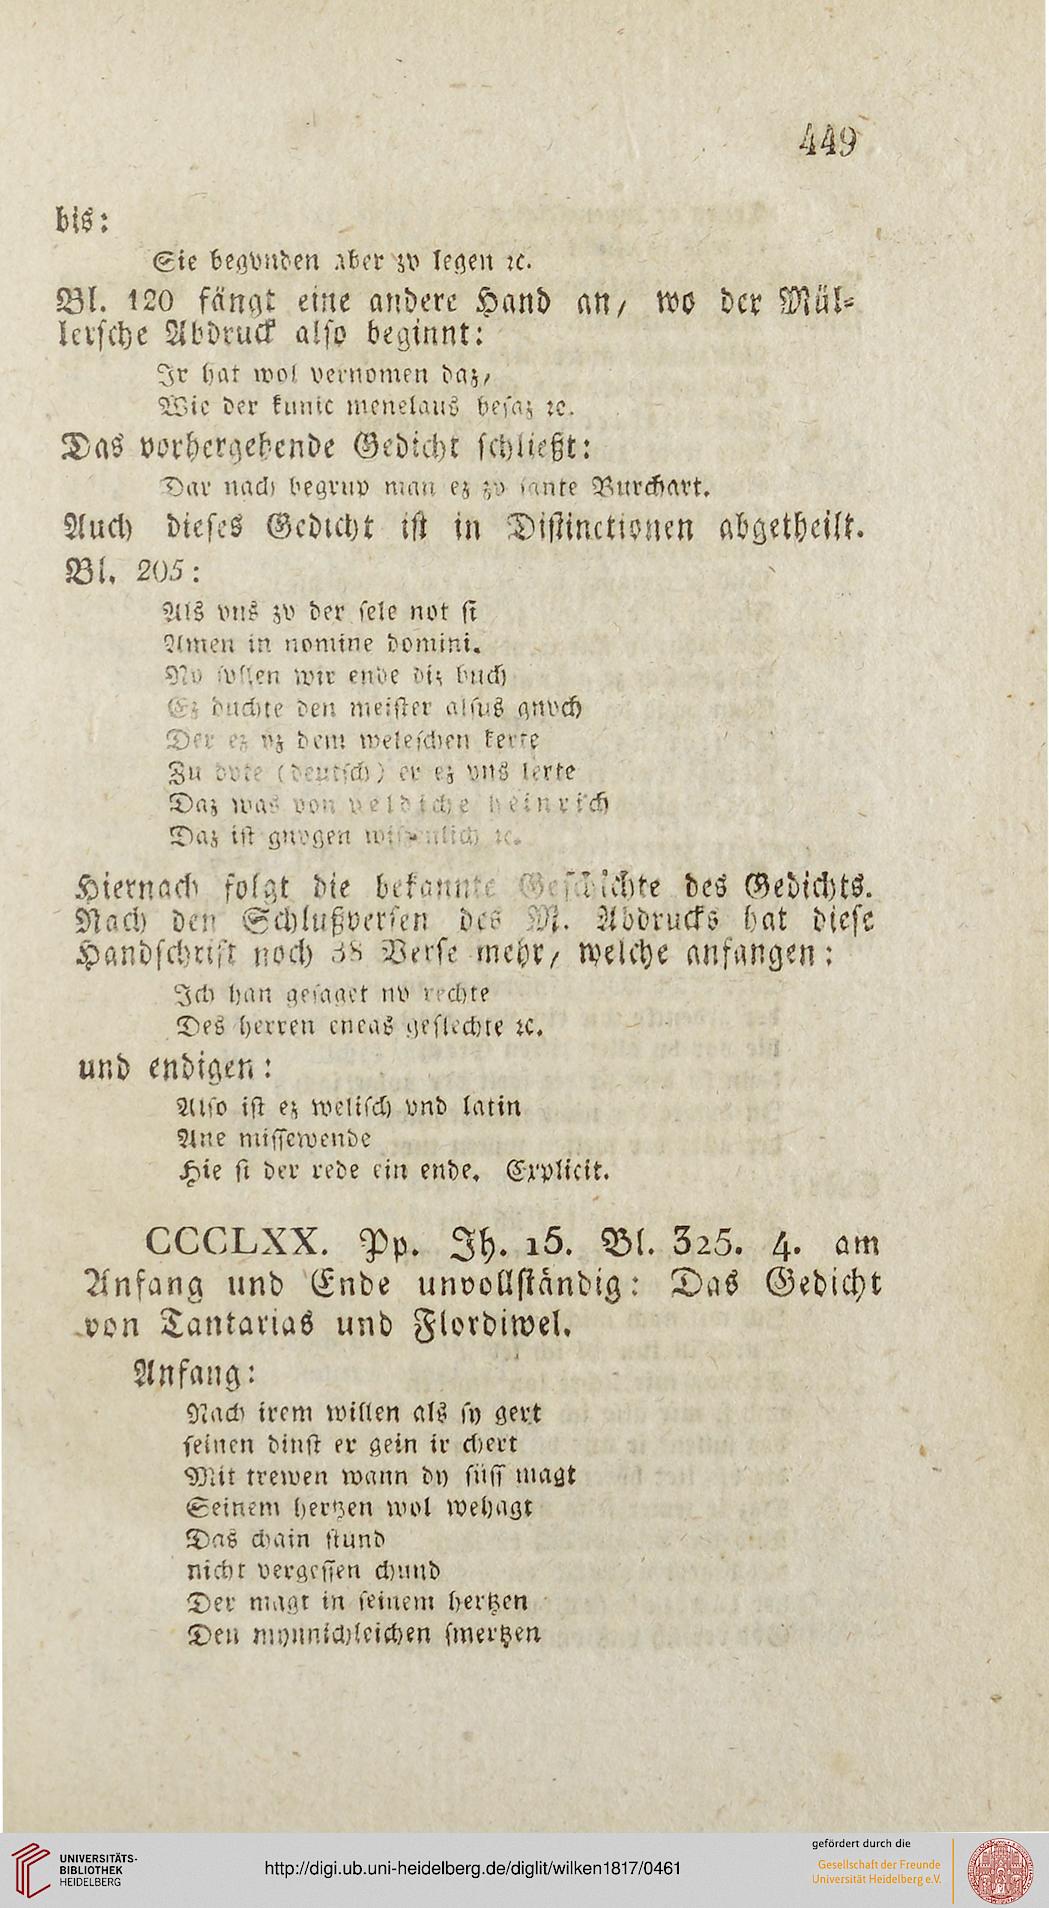 449
bis:
Sie begvnden aber zv legen ꝛc.
Bl. 120 fängt eine andere Hand an, wo der Mül-
lersche Abdruck also beginnt:
Ir hat wol vernomen daz,
Wie der kunic menelaus besaz ꝛc.
Das vorhergehende Gedicht schließt:
Dar nach begrup man ez zv sante Burchart.
Auch dieses Gedicht ist in Distinctionen abgetheilt.
Bl. 205:
Als vns zv der sele not si
Amen in nomine domini.
Nv svllen wir ende diz buch
Ez duchte den meister alsus gnvch
Der ez vz dem weleschen kerte
Zu dvte (deutsch) er ez vns lerte
Daz was von veldiche heinrich
Daz ist gnvgen ꝛc.
Hiernach folgt die bekannte Geschichte des Gedichts.
Nach den Schlußversen des M. Abdrucks hat diese
Handschrift noch 38 Verse mehr, welche anfangen:
Ich han gesaget nv rechte
Des herren eneas geslechte ꝛc.
und endigen:
Also ist ez welisch vnd latin
Ane missewende
Hie si der rede ein ende. Explicit.
CCCLXX. Pp. Jh. 15. Bl. 325. 4. am
Anfang und Ende unvollständig: Das Gedicht
von Tantarias und Flordiwel.
Anfang:
Nach irem willen als sy gert
seinen dinst er gein ir chert
Mit trewen wann dy süss magt
Seinem hertzen wol wehagt
Das chain stund
nicht vergessen chund
Der magt in seinem hertzen
Den mynnichleichen smertzen
UNIVERSITÄTS-
BIBLIOTHEK
HEIDELBERG
http://digi.ub.uni-heidelberg.de/diglit/wilken1817/0461
gefördert durch die
Gesellschaft der Freunde
Universität Heidelberg e.V.